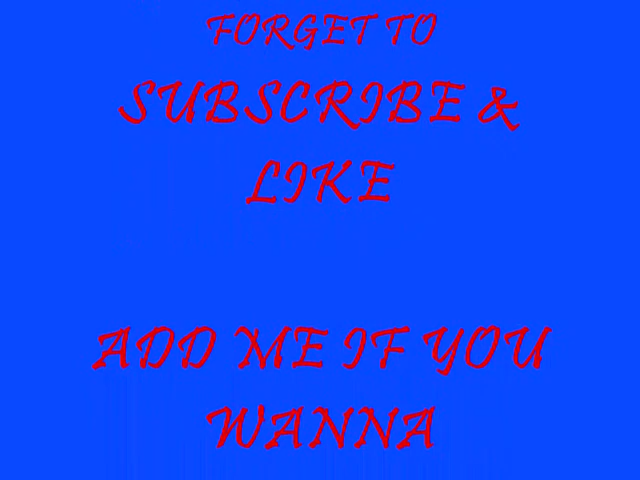 FORGET TO
SUBSCRIBE &
LIKE
ADD ME IF YOU
WANNA